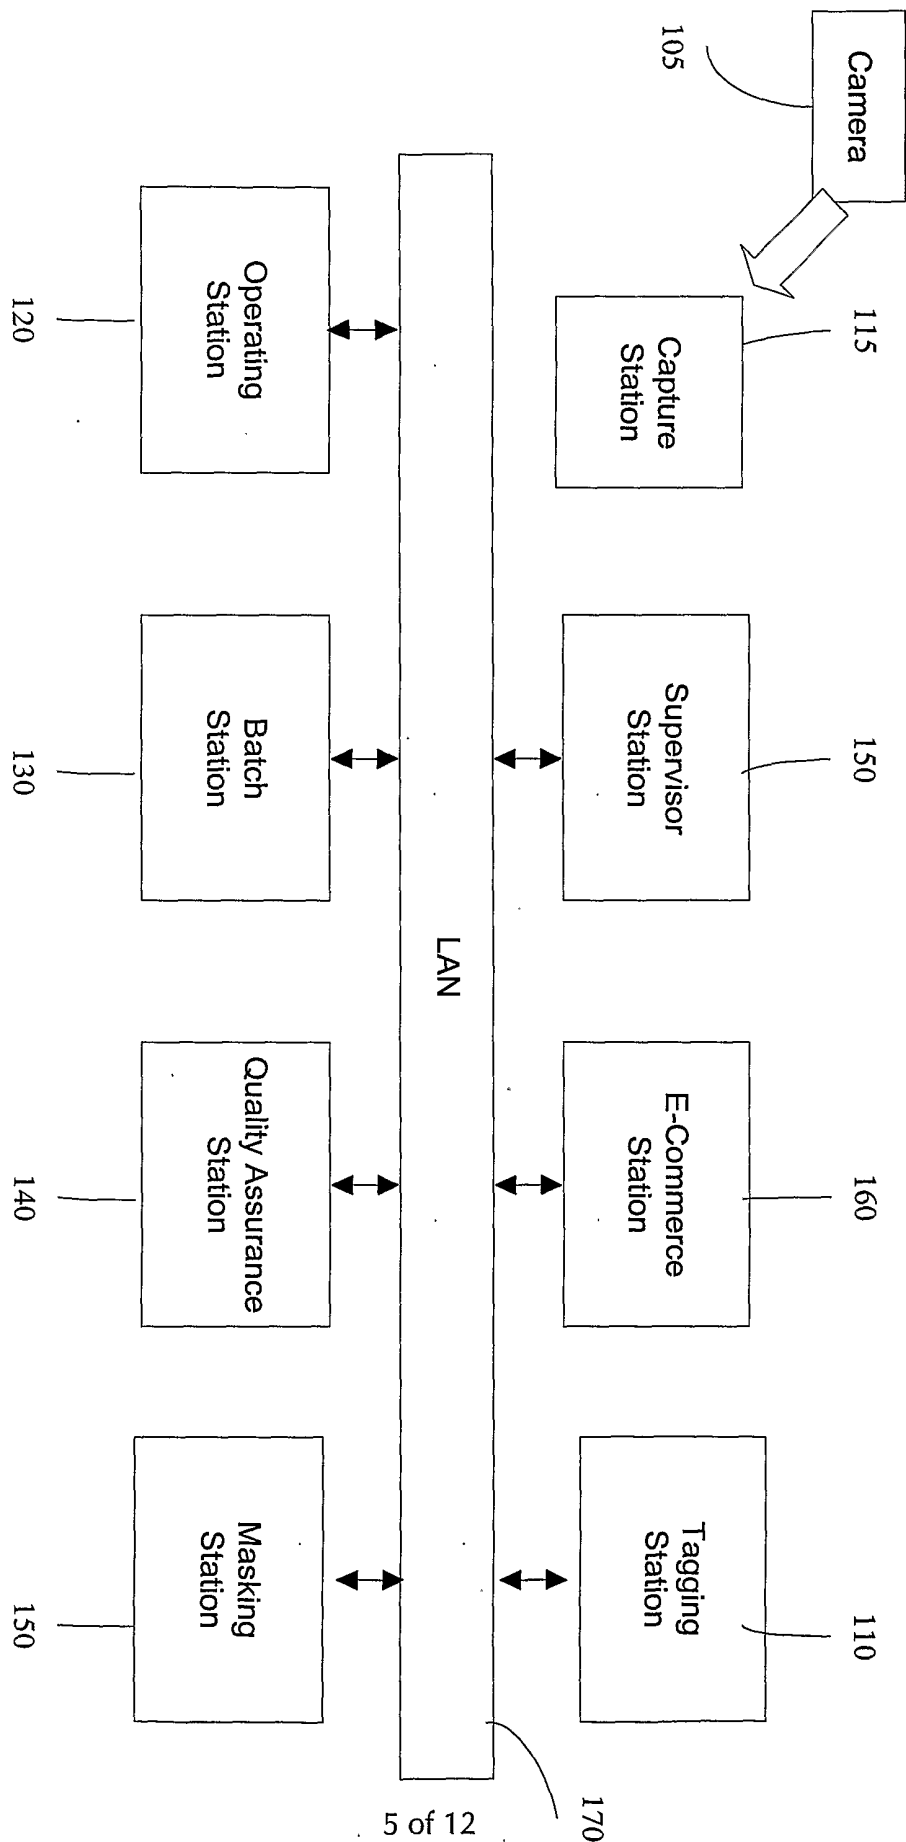 Camera
105
115
Capture
Station
150
Supervisor
Station
160
E-Commerce
Station
110
Tagging
Station
LAN
170
Operating
Station
120
Batch
Station
130
Quality Assurance
Station
140
Masking
Station
150
5 of 12